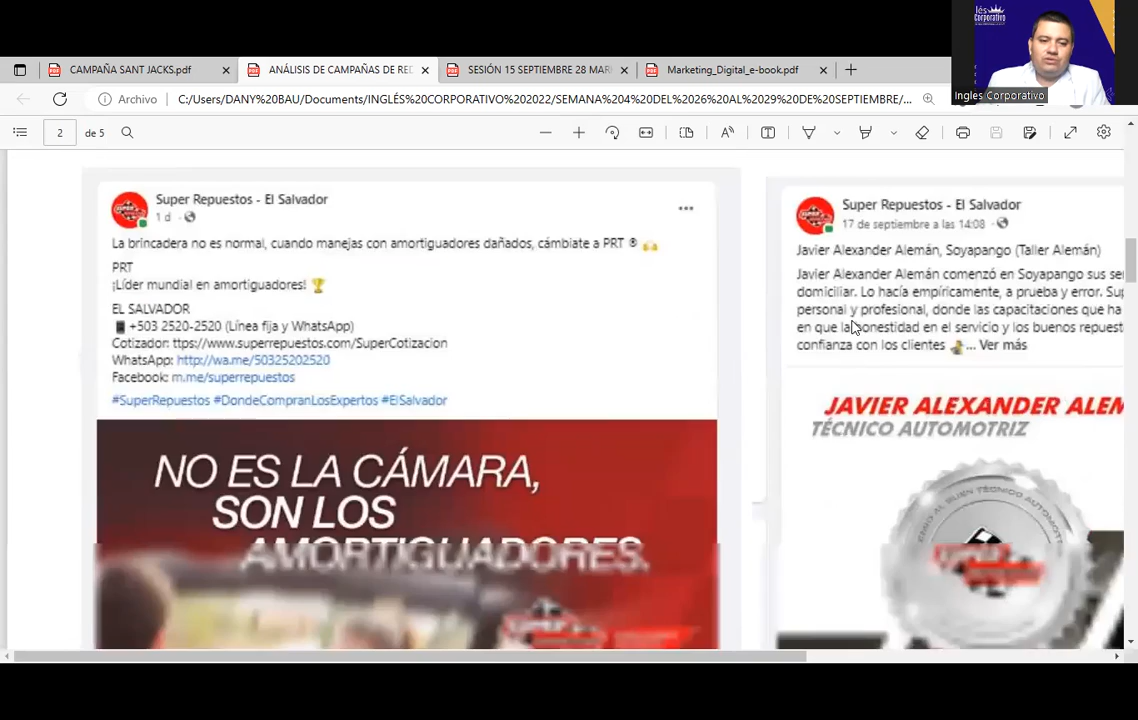 lés
Corporativo
Ingles Corporativo
CAMPAÑA SANT JACKS.pdf
ANÁLISIS DE CAMPAÑAS DE REC
SESIÓN 15 SEPTIEMBRE 28 MAR
Marketing_Digital_e-book.pdf
Archivo
C:/Users/DANY%20BAU/Documents/INGLÉS%20CORPORATIVO%202022/SEMANA%204%20DEL%2026%20AL%2029%20DE%20SEPTIEMBRE/...
2 de 5
Super Repuestos - El Salvador
1 d
La brincadera no es normal, cuando manejas con amortiguadores dañados, cámbiate a PRT ®
PRT
¡Líder mundial en amortiguadores!
EL SALVADOR
+503 2520-2520 (Línea fija y WhatsApp)
Cotizador: ttps://www.superrepuestos.com/SuperCotizacion
WhatsApp: http://wa.me/50325202520
Facebook: m.me/superrepuestos
#SuperRepuestos #DondeCompranLosExpertos #ElSalvador
NO ES LA CÁMARA,
SON LOS
AMORTIGUADORES.
Super Repuestos - El Salvador
17 de septiembre a las 14:08
Javier Alexander Alemán, Soyapango (Taller Alemán)
Javier Alexander Alemán comenzó en Soyapango sus se
domiciliar. Lo hacía empíricamente, a prueba y error. Su
personal y profesional, donde las capacitaciones que ha
en que la honestidad en el servicio y los buenos repuest
confianza con los clientes ... Ver más
JAVIER ALEXANDER ALEM
TÉCNICO AUTOMOTRIZ